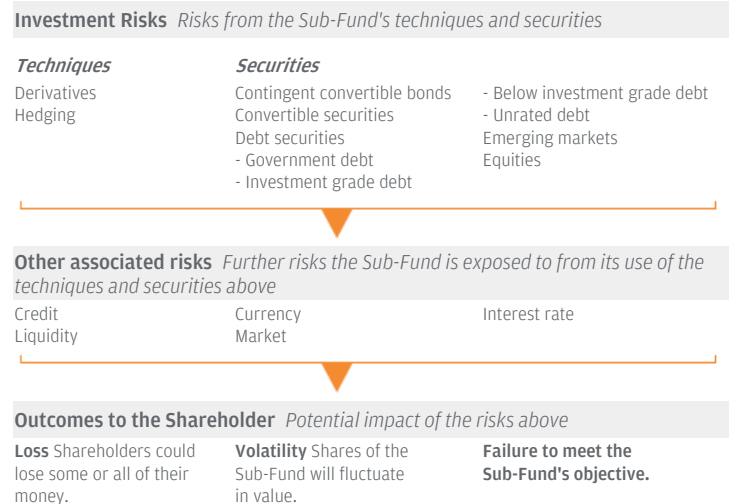 Investment Risks Risks from the Sub-Fund's techniques and securities
Techniques
Derivatives
Hedging
Securities
Contingent convertible bonds
Convertible securities
Debt securities
- Government debt
- Investment grade debt
- Below investment grade debt
- Unrated debt
Emerging markets
Equities
Other associated risks Further risks the Sub-Fund is exposed to from its use of the
techniques and securities above
Credit
Liquidity
Currency
Market
Interest rate
Outcomes to the Shareholder Potential impact of the risks above
Loss Shareholders could
lose some or all of their
money.
Volatility Shares of the
Sub-Fund will fluctuate
in value.
Failure to meet the
Sub-Fund's objective.